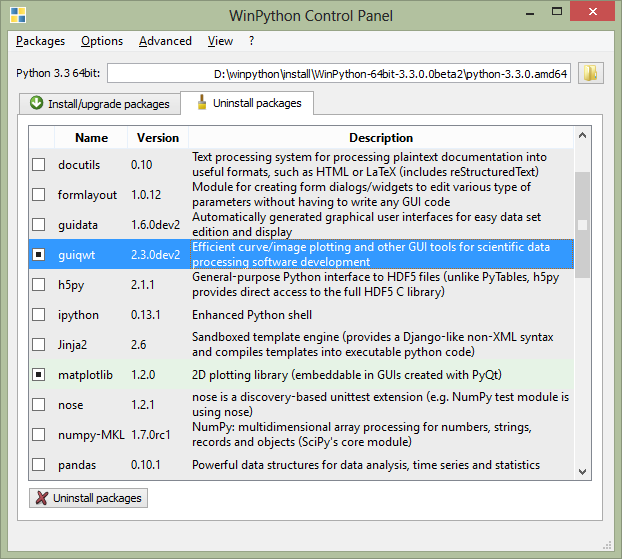 WinPython Control Panel
Packages Options Advanced View ?
Python 3.3 64bit: D:\winpython\install\WinPython-64bit-3.3.0.0beta2\python-3.3.0.amd64
Install/upgrade packages Uninstall packages
Name Version Description
docutils 0.10 Text processing system for processing plaintext documentation into
useful formats, such as HTML or LaTeX (includes reStructuredText)
formlayout 1.0.12 Module for creating form dialogs/widgets to edit various type of
parameters without having to write any GUI code
guidata 1.6.0dev2 Automatically generated graphical user interfaces for easy data set
edition and display
guiqwt 2.3.0dev2 Efficient curve/image plotting and other GUI tools for scientific data
processing software development
h5py 2.1.1 General-purpose Python interface to HDF5 files (unlike PyTables, h5py
provides direct access to the full HDF5 C library)
ipython 0.13.1 Enhanced Python shell
Jinja2 2.6 Sandboxed template engine (provides a Django-like non-XML syntax
and compiles templates into executable python code)
matplotlib 1.2.0 2D plotting library (embeddable in GUIs created with PyQt)
nose 1.2.1 nose is a discovery-based unittest extension (e.g. NumPy test module is
using nose)
numpy-MKL 1.7.0rc1 NumPy: multidimensional array processing for numbers, strings,
records and objects (SciPy's core module)
pandas 0.10.1 Powerful data structures for data analysis, time series and statistics
Uninstall packages